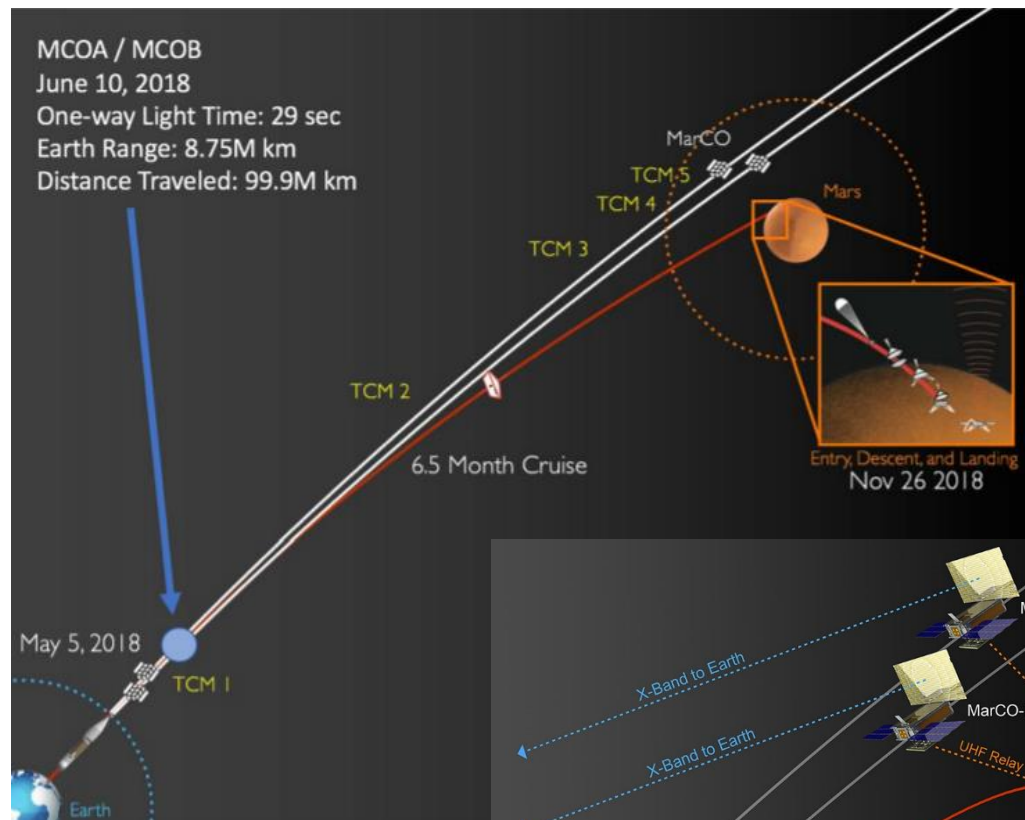 MCOA / MCOB
June 10, 2018
One-way Light Time: 29 sec
Earth Range: 8.75M km
Distance Traveled: 99.9M km
MarCO
TCM 5
TCM 4
Mars
TCM 3
TCM 2
6.5 Month Cruise
Entry, Descent, and Landing
Nov 26 2018
May 5, 2018
TCM 1
Earth
X-Band to Earth
X-Band to Earth
MarCO-
UHF Relay